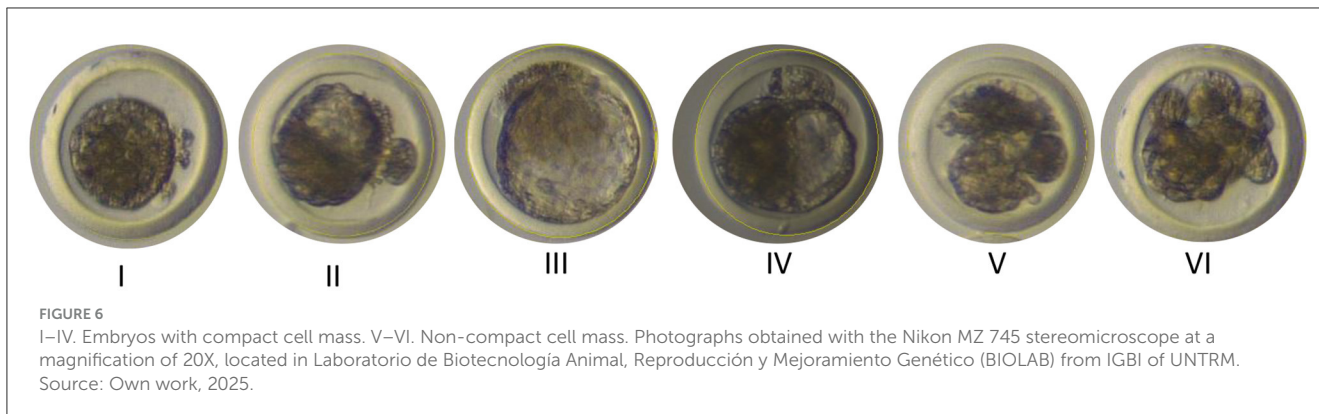 I
II
III
IV
V
VI
FIGURE 6
I–IV. Embryos with compact cell mass. V–VI. Non-compact cell mass. Photographs obtained with the Nikon MZ 745 stereomicroscope at a
magnification of 20X, located in Laboratorio de Biotecnología Animal, Reproducción y Mejoramiento Genético (BIOLAB) from IGBI of UNTRM.
Source: Own work, 2025.